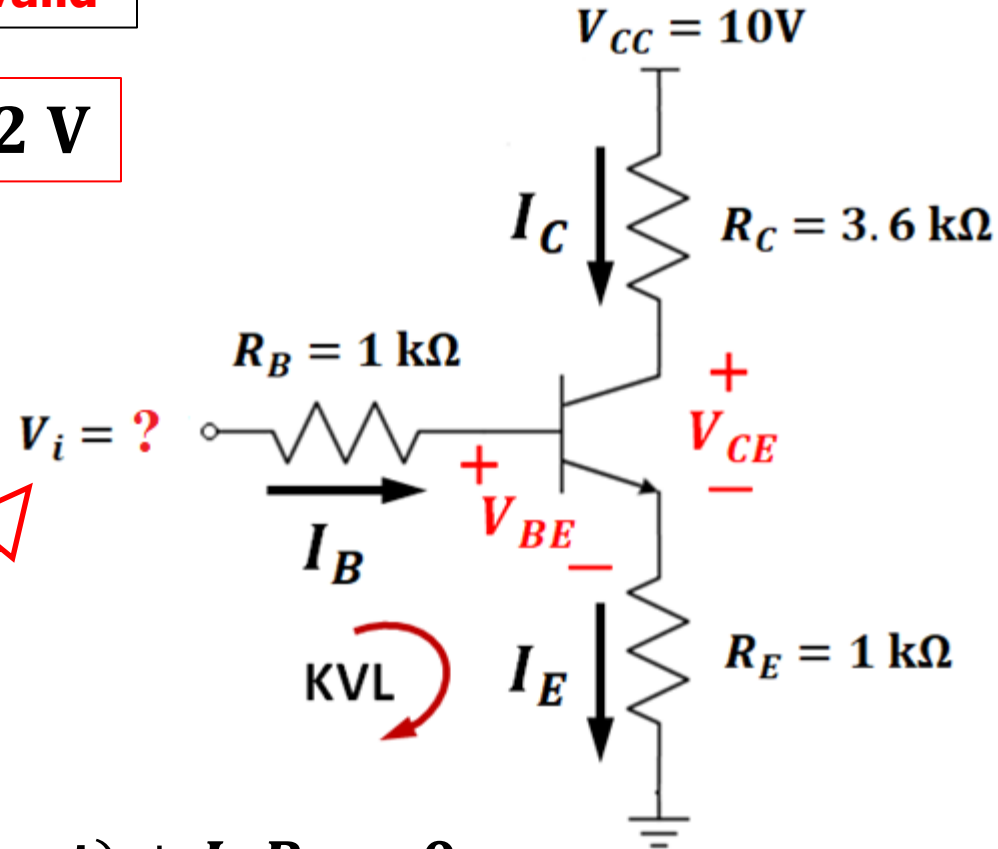 V_CC = 10V
2 V
I_C
R_C = 3.6 kΩ
R_B = 1 kΩ
V_i = ?
+
V_CE
−
+
V_BE
−
I_B
KVL
I_E
R_E = 1 kΩ